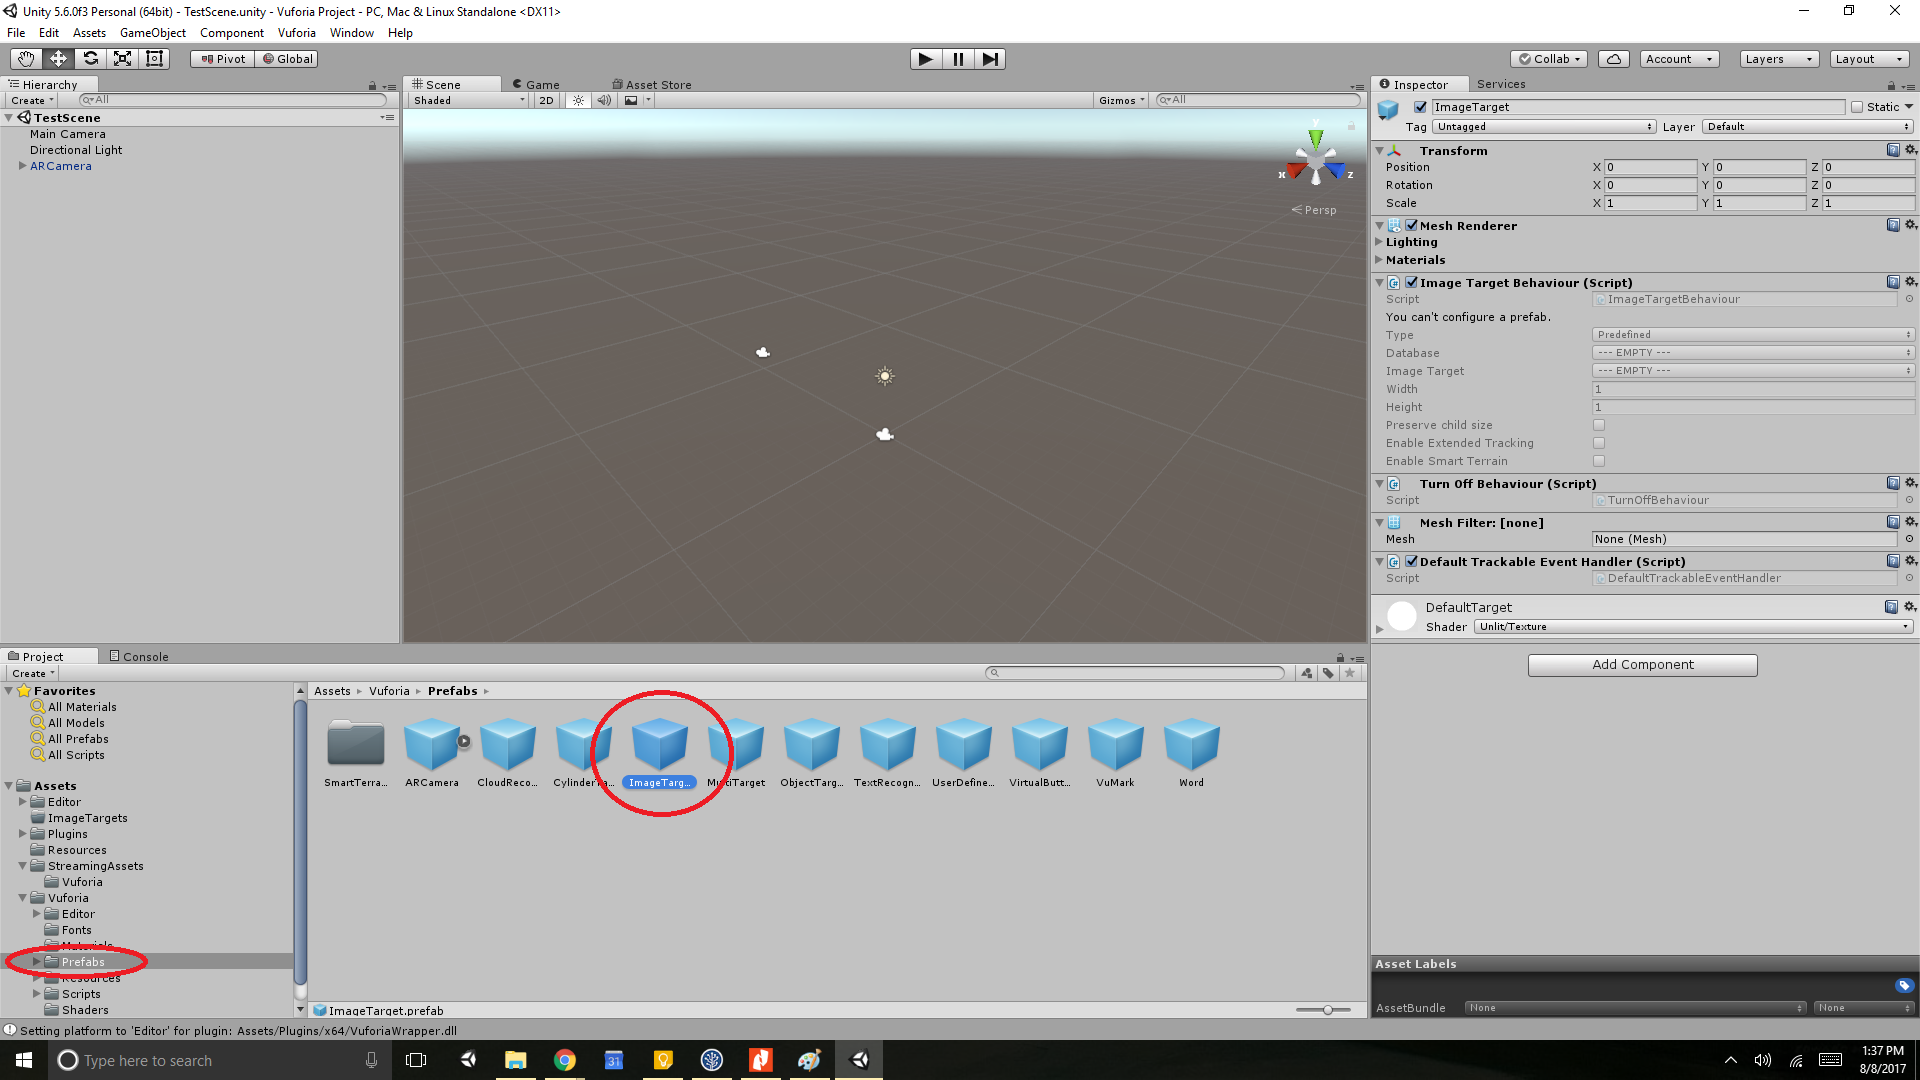 Unity 5.6.0f3 Personal (64bit) - TestScene.unity - Vuforia Project - PC, Mac & Linux Standalone <DX11>
File Edit Assets GameObject Component Vuforia Window Help
Pivot Global Collab Account Layers Layout
Hierarchy
Create All
TestScene
Main Camera
Directional Light
ARCamera
Scene Game Asset Store
Shaded 2D Gizmos All
y
x z
Persp
Inspector Services
ImageTarget Static
Tag Untagged Layer Default
Transform
Position X 0 Y 0 Z 0
Rotation X 0 Y 0 Z 0
Scale X 1 Y 1 Z 1
Mesh Renderer
Lighting
Materials
Image Target Behaviour (Script)
Script ImageTargetBehaviour
You can't configure a prefab.
Type Predefined
Database --- EMPTY ---
Image Target --- EMPTY ---
Width 1
Height 1
Preserve child size
Enable Extended Tracking
Enable Smart Terrain
Turn Off Behaviour (Script)
Script TurnOffBehaviour
Mesh Filter: [none]
Mesh None (Mesh)
Default Trackable Event Handler (Script)
Script DefaultTrackableEventHandler
DefaultTarget
Shader Unlit/Texture
Add Component
Asset Labels
AssetBundle None None
Project Console
Create
Favorites
All Materials
All Models
All Prefabs
All Scripts
Assets
Editor
ImageTargets
Plugins
Resources
StreamingAssets
Vuforia
Vuforia
Editor
Fonts
Materials
Prefabs
Resources
Scripts
Shaders
Assets Vuforia Prefabs
SmartTerra... ARCamera CloudReco... CylinderTa... ImageTarg... MultiTarget ObjectTarg... TextRecogn... UserDefine... VirtualButt... VuMark Word
ImageTarget.prefab
Setting platform to 'Editor' for plugin: Assets/Plugins/x64/VuforiaWrapper.dll
Type here to search
31
1:37 PM
8/8/2017